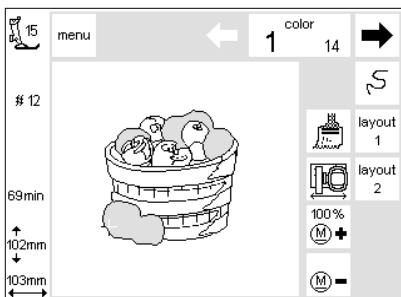 15
menu
color
1
14
# 12
layout
1
layout
2
69min
100%
M +
102mm
M -
103mm